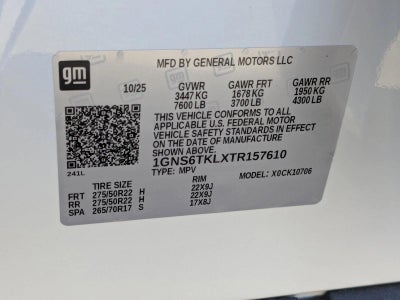 gm
MFD BY GENERAL MOTORS LLC
10/25 GVWR GAWR FRT GAWR RR
3447 KG 1678 KG 1950 KG
7600 LB 3700 LB 4300 LB
THIS VEHICLE CONFORMS TO ALL
APPLICABLE U.S. FEDERAL MOTOR
VEHICLE SAFETY STANDARDS IN EFFECT
ON THE DATE OF MANUFACTURE
SHOWN ABOVE.
1GNS6TKLXTR157610
241L TYPE: MPV MODEL: X0CK10706
TIRE SIZE RIM
FRT 275/50R22 H 22X9J
RR 275/50R22 H 22X9J
SPA 265/70R17 S 17X8J